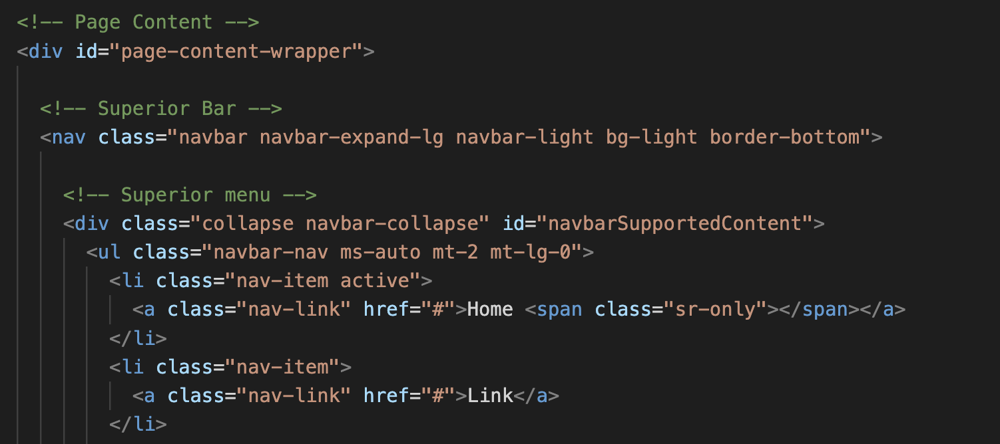 <!-- Page Content -->
<div id="page-content-wrapper">
<!-- Superior Bar -->
<nav class="navbar navbar-expand-lg navbar-light bg-light border-bottom">
<!-- Superior menu -->
<div class="collapse navbar-collapse" id="navbarSupportedContent">
<ul class="navbar-nav ms-auto mt-2 mt-lg-0">
<li class="nav-item active">
<a class="nav-link" href="#">Home <span class="sr-only"></span></a>
</li>
<li class="nav-item">
<a class="nav-link" href="#">Link</a>
</li>